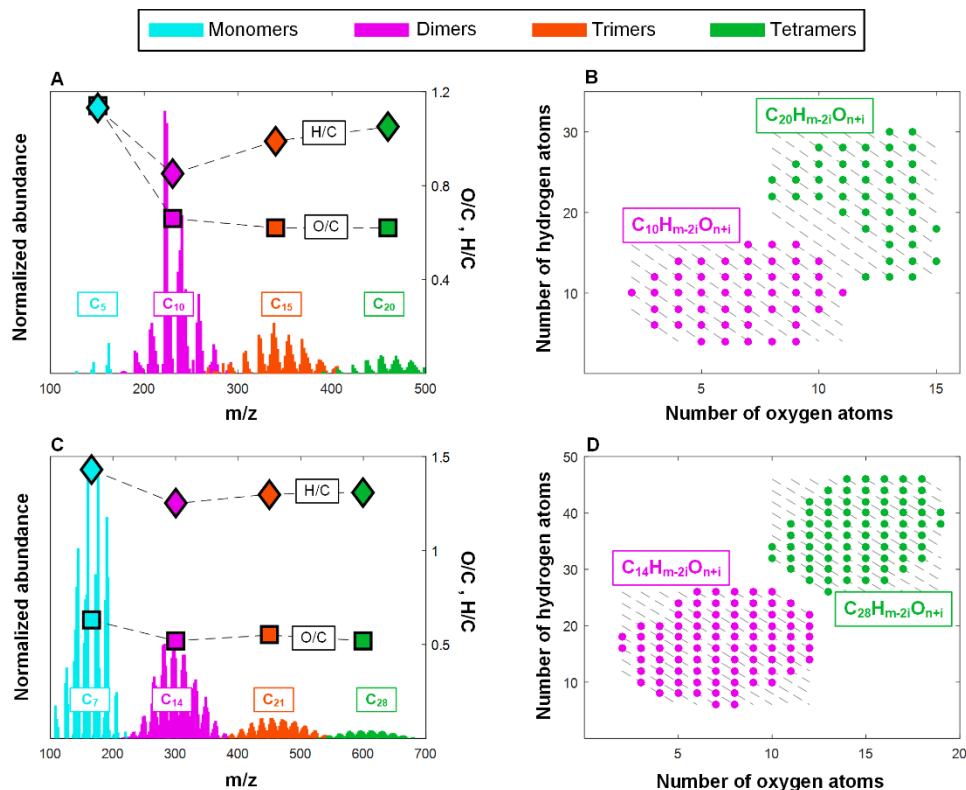 Monomers Dimers Trimers Tetramers
A
Normalized abundance
1.2
0.8
0.4
O/C , H/C
H/C
O/C
C₅ C₁₀ C₁₅ C₂₀
100 200 300 400 500
m/z
B
Number of hydrogen atoms
30
20
10
C₂₀Hₘ₋₂ᵢOₙ₊ᵢ
C₁₀Hₘ₋₂ᵢOₙ₊ᵢ
5 10 15
Number of oxygen atoms
C
Normalized abundance
1.5
1
0.5
O/C , H/C
H/C
O/C
C₇ C₁₄ C₂₁ C₂₈
100 200 300 400 500 600 700
m/z
D
Number of hydrogen atoms
50
40
30
20
10
C₁₄Hₘ₋₂ᵢOₙ₊ᵢ
C₂₈Hₘ₋₂ᵢOₙ₊ᵢ
5 10 15 20
Number of oxygen atoms